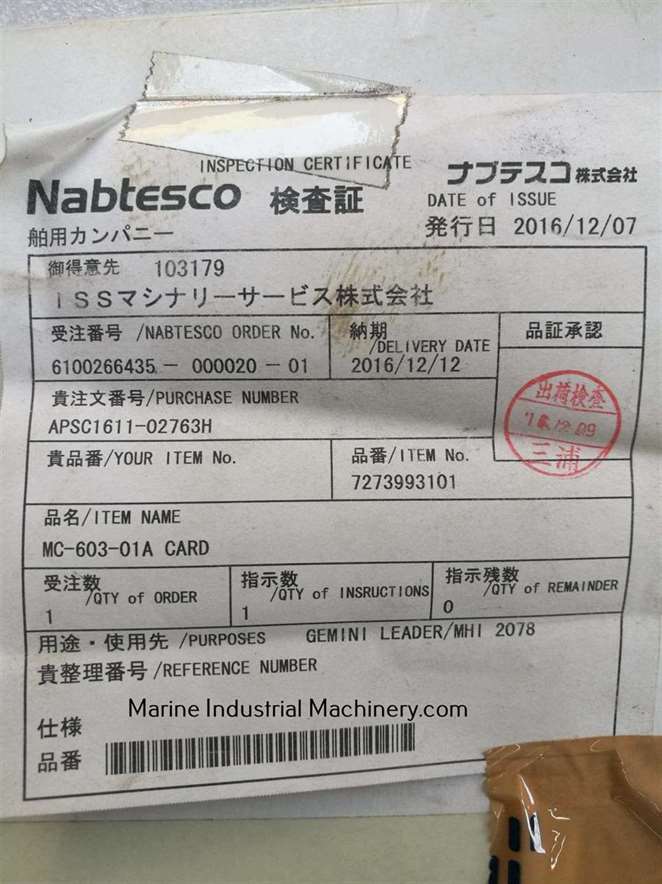 INSPECTION CERTIFICATE
Nabtesco 検査証
ナブテスコ株式会社
DATE of ISSUE
発行日 2016/12/07
舶用カンパニー
御得意先 103179
ISSマシナリーサービス株式会社
受注番号 /NABTESCO ORDER No.
6100266435 - 000020 - 01
納期
/DELIVERY DATE
2016/12/12
品証承認
出荷検査
'16.12.09
三浦
貴注文番号/PURCHASE NUMBER
APSC1611-02763H
貴品番/YOUR ITEM No.
品番/ITEM No.
7273993101
品名/ITEM NAME
MC-603-01A CARD
受注数
/QTY of ORDER
1
指示数
/QTY of INSRUCTIONS
1
指示残数
/QTY of REMAINDER
0
用途・使用先 /PURPOSES GEMINI LEADER/MHI 2078
貴整理番号/REFERENCE NUMBER
Marine Industrial Machinery.com
仕様
品番